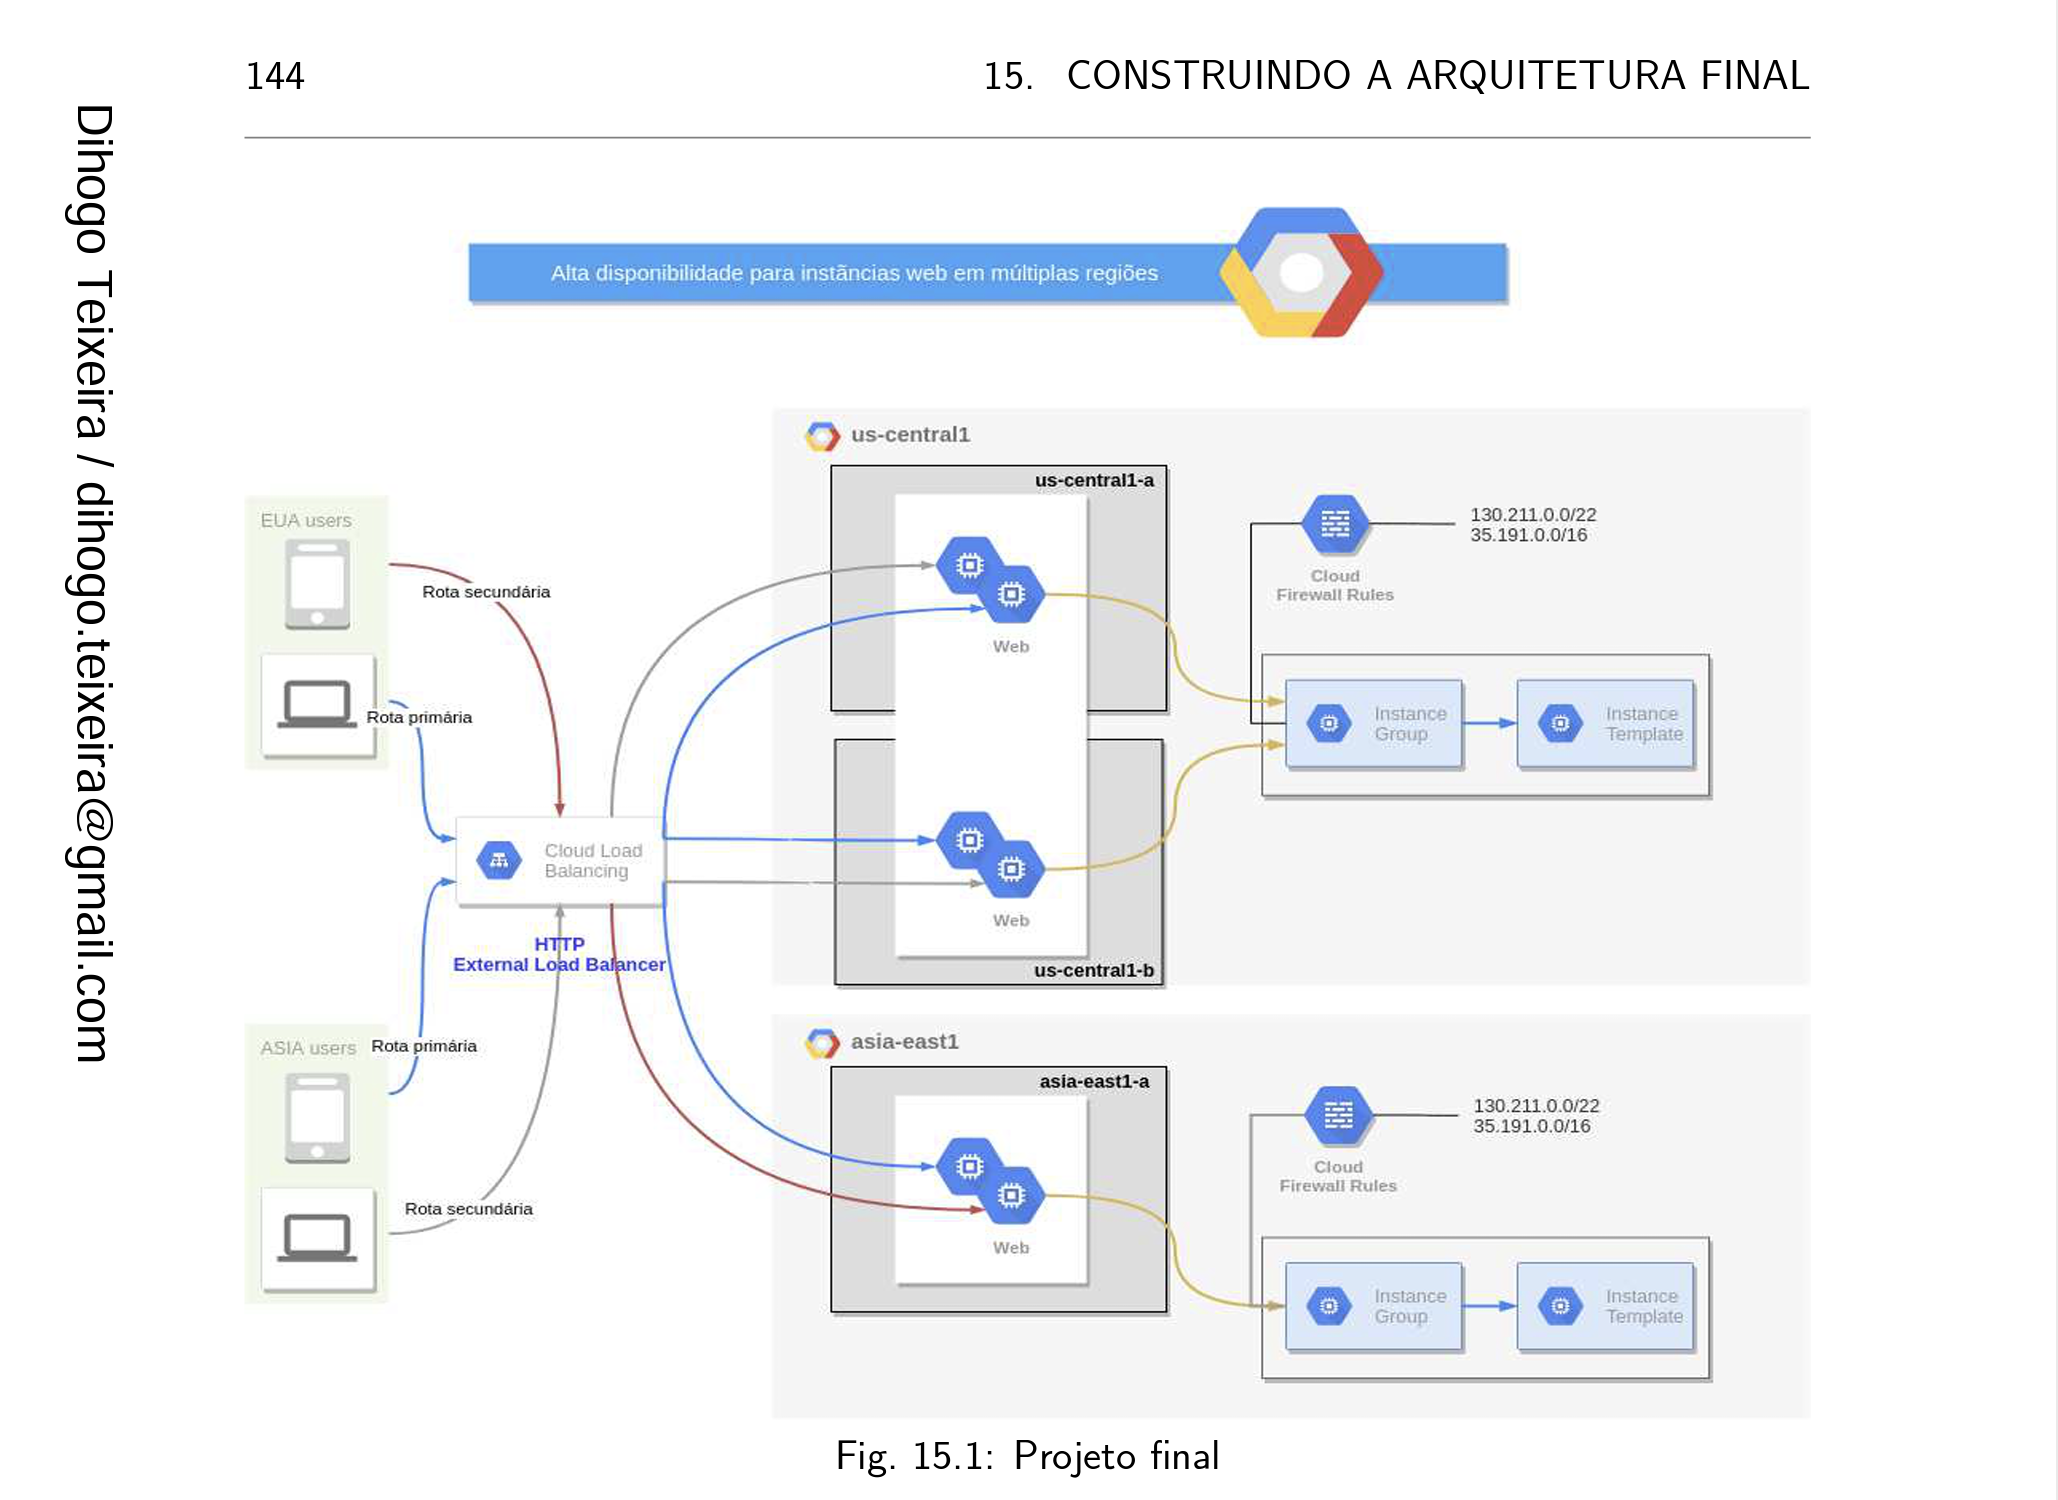 144
15. CONSTRUINDO A ARQUITETURA FINAL
Dihogo Teixeira / dihogo.teixeira@gmail.com
Alta disponibilidade para instâncias web em múltiplas regiões
EUA users
Rota secundária
Rota primária
Cloud Load
Balancing
HTTP
External Load Balancer
ASIA users
Rota primária
Rota secundária
us-central1
us-central1-a
Web
Web
us-central1-b
130.211.0.0/22
35.191.0.0/16
Cloud
Firewall Rules
Instance
Group
Instance
Template
asia-east1
asia-east1-a
Web
130.211.0.0/22
35.191.0.0/16
Cloud
Firewall Rules
Instance
Group
Instance
Template
Fig. 15.1: Projeto final